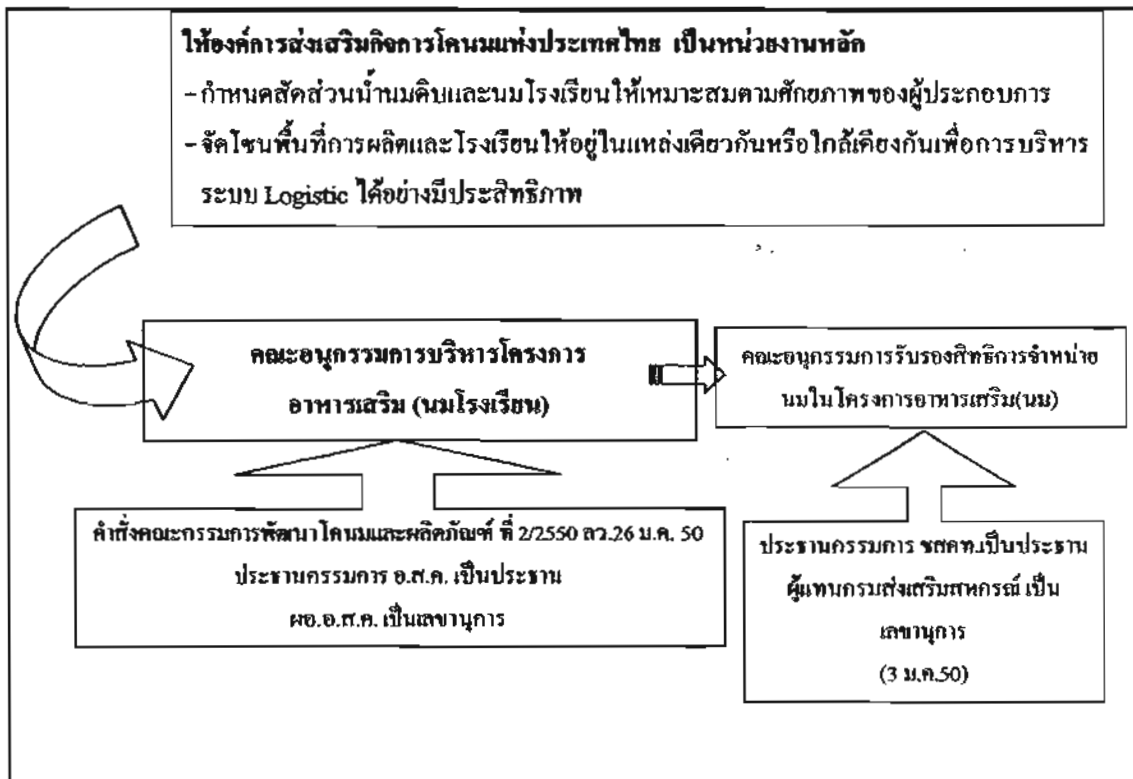 ให้องค์การส่งเสริมกิจการโคนมแห่งประเทศไทย เป็นหน่วยงานหลัก
-กำหนดสัดส่วนน้ำนมดิบและนมโรงเรียนให้เหมาะสมตามศักยภาพของผู้ประกอบการ
-จัดโซนพื้นที่การผลิตและโรงเรียนให้อยู่ในแหล่งเดียวกันหรือใกล้เคียงกันเพื่อการบริหาร
ระบบ Logistic ได้อย่างมีประสิทธิภาพ
คณะอนุกรรมการบริหารโครงการ
อาหารเสริม (นมโรงเรียน)
คณะอนุกรรมการรับรองสิทธิการจำหน่าย
นมในโครงการอาหารเสริม(นม)
คำสั่งคณะกรรมการพัฒนาโคนมและผลิตภัณฑ์ ที่ 2/2550 ลว.26 ม.ค. 50
ประธานกรรมการ อ.ส.ค. เป็นประธาน
ผอ.อ.ส.ค. เป็นเลขานุการ
ประธานกรรมการ ชสคท.เป็นประธาน
ผู้แทนกรมส่งเสริมสหกรณ์ เป็น
เลขานุการ
(3 ม.ค.50)